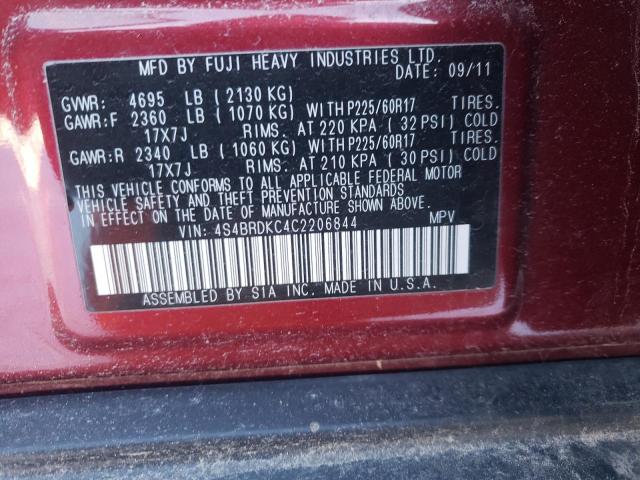 MFD BY FUJI HEAVY INDUSTRIES LTD.
DATE: 09/11
GVWR: 4695 LB (2130 KG)
GAWR:F 2360 LB (1070 KG) WITH P225/60R17 TIRES.
17X7J RIMS. AT 220 KPA (32 PSI) COLD
GAWR:R 2340 LB (1060 KG) WITH P225/60R17 TIRES.
17X7J RIMS. AT 210 KPA (30 PSI) COLD
THIS VEHICLE CONFORMS TO ALL APPLICABLE FEDERAL MOTOR
VEHICLE SAFETY AND THEFT PREVENTION STANDARDS
IN EFFECT ON THE DATE OF MANUFACTURE SHOWN ABOVE.
VIN: 4S4BRDKC4C2206844 MPV
ASSEMBLED BY SIA INC. MADE IN U.S.A.